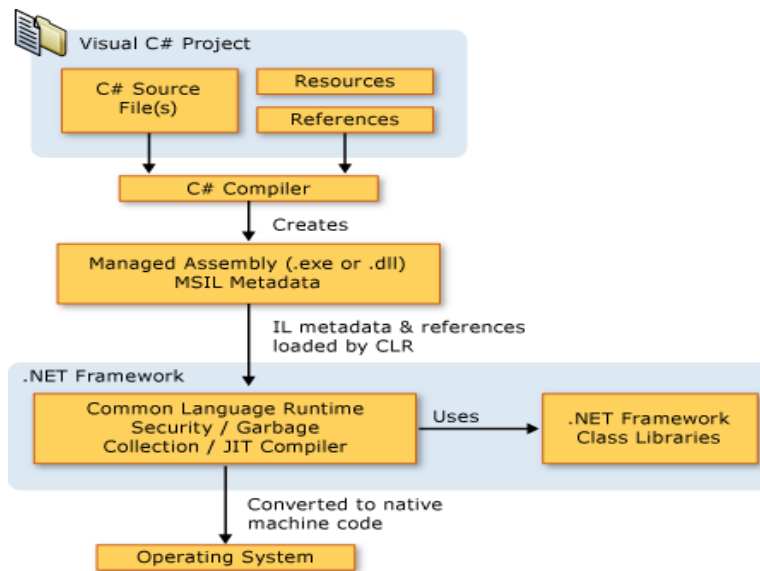 Visual C# Project
C# Source
File(s)
Resources
References
C# Compiler
Creates
Managed Assembly (.exe or .dll)
MSIL Metadata
IL metadata & references
loaded by CLR
.NET Framework
Common Language Runtime
Security / Garbage
Collection / JIT Compiler
Uses
.NET Framework
Class Libraries
Converted to native
machine code
Operating System